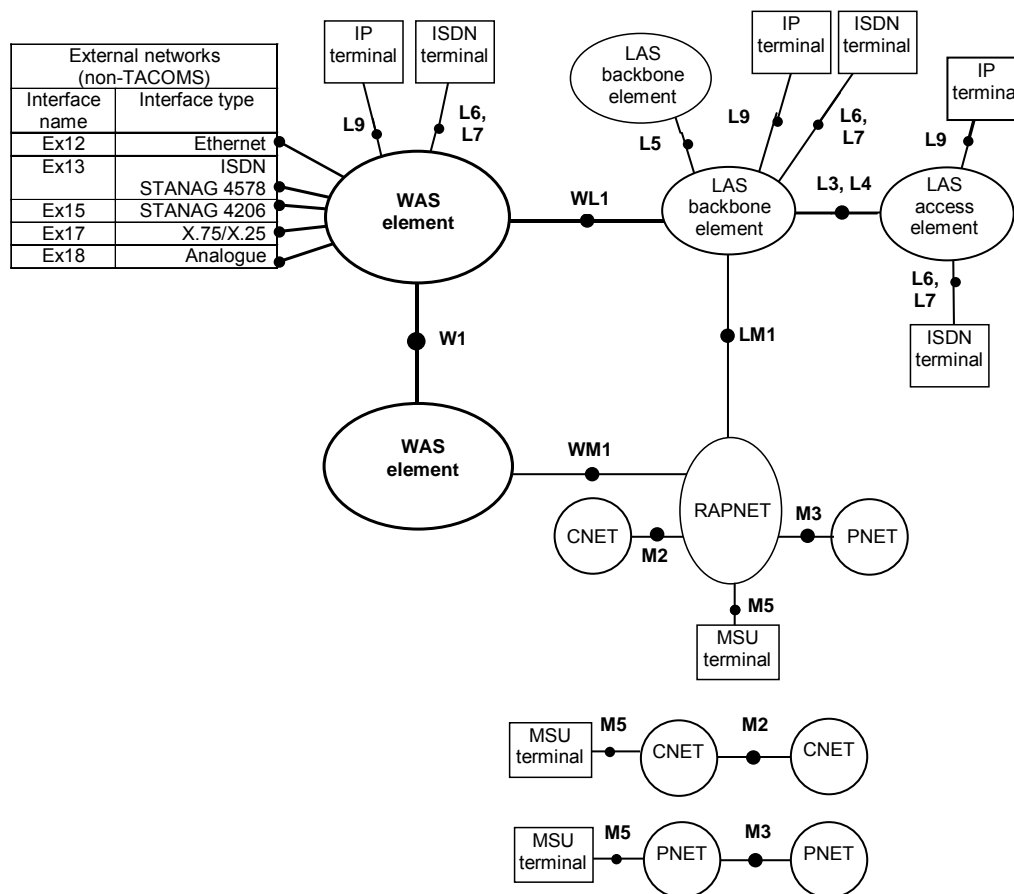 External networks
(non-TACOMS)
Interface name
Interface type
Ex12
Ethernet
Ex13
ISDN
STANAG 4578
Ex15
STANAG 4206
Ex17
X.75/X.25
Ex18
Analogue
IP
terminal
ISDN
terminal
L9
L6,
L7
WAS
element
LAS
backbone
element
IP
terminal
ISDN
terminal
IP
terminal
L5
L9
L6,
L7
L9
WL1
LAS
backbone
element
L3, L4
LAS
access
element
L6,
L7
ISDN
terminal
W1
LM1
WAS
element
WM1
RAPNET
CNET
M2
M3
PNET
M5
MSU
terminal
MSU
terminal
M5
CNET
M2
CNET
MSU
terminal
M5
PNET
M3
PNET